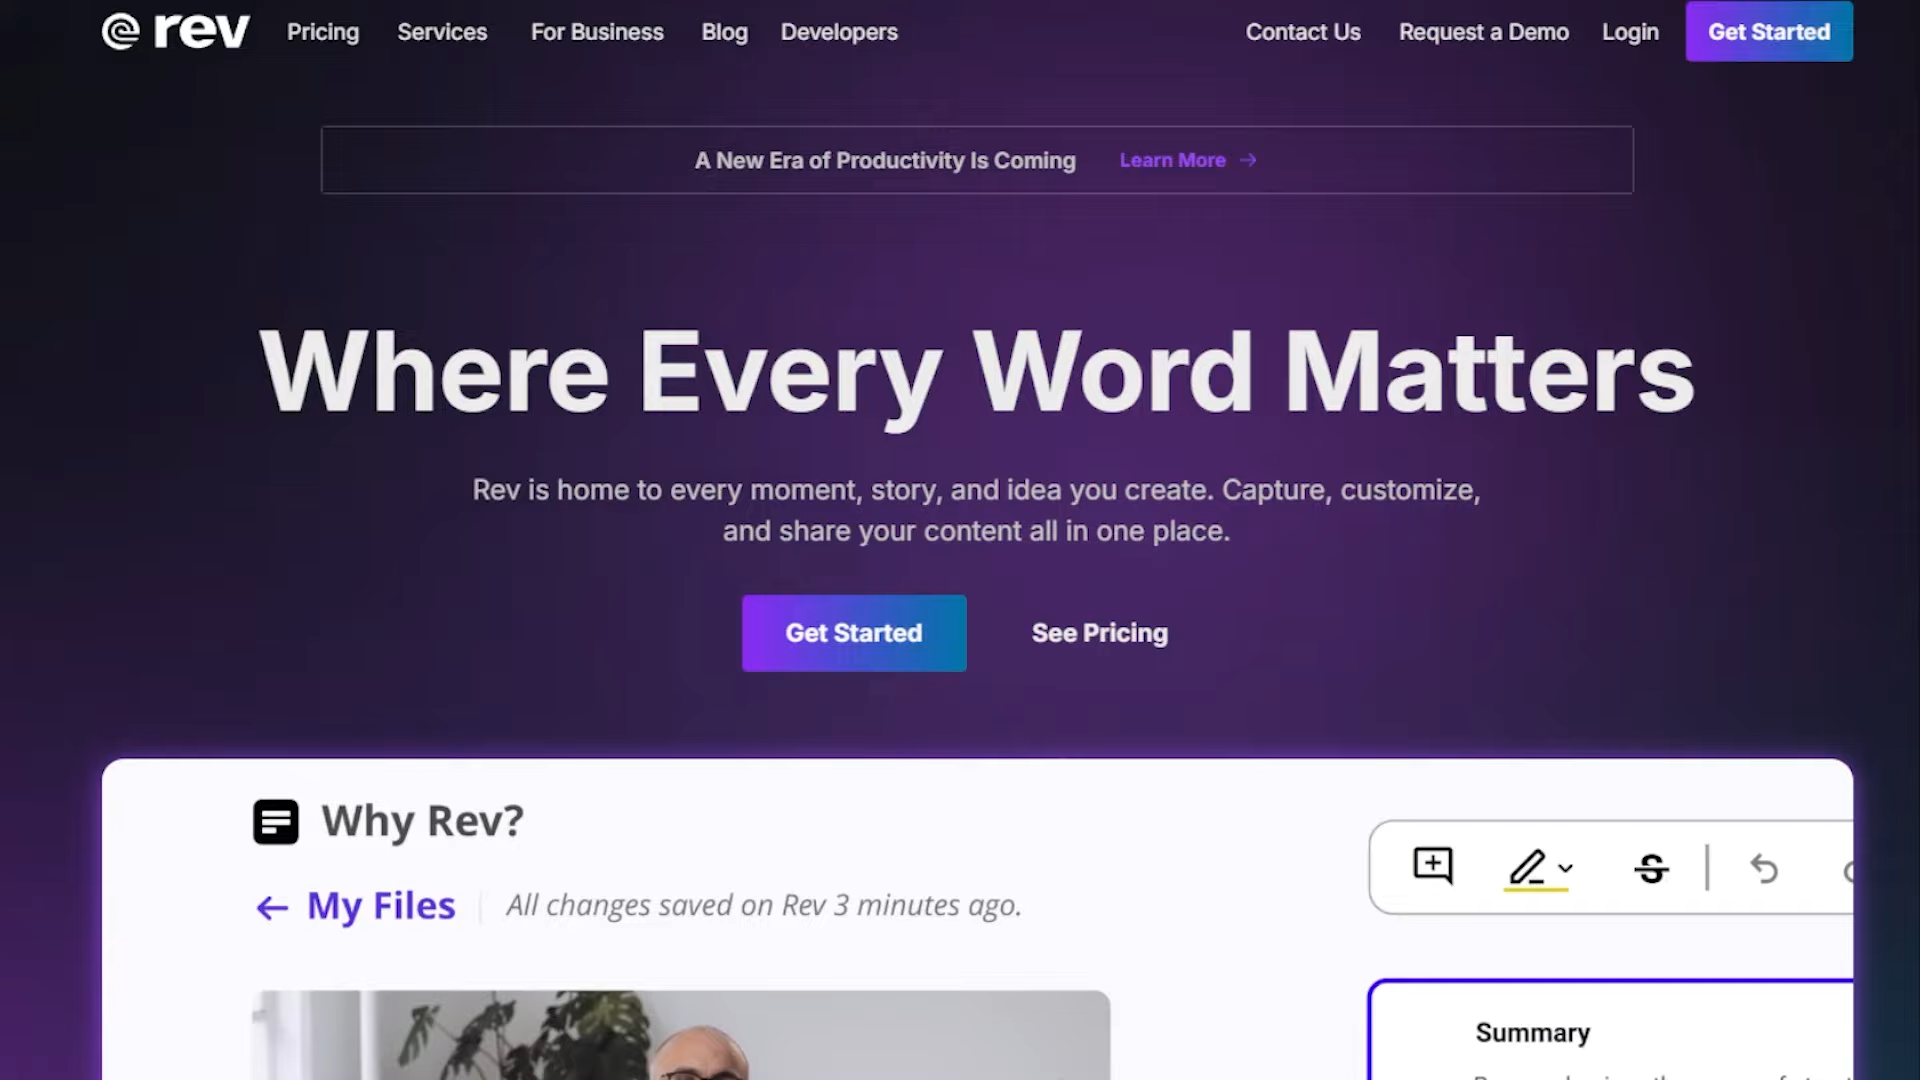 rev
Pricing
Services
For Business
Blog
Developers
Contact Us
Request a Demo
Login
Get Started
A New Era of Productivity Is Coming
Learn More →
Where Every Word Matters
Rev is home to every moment, story, and idea you create. Capture, customize,
and share your content all in one place.
Get Started
See Pricing
Why Rev?
← My Files
All changes saved on Rev 3 minutes ago.
Summary